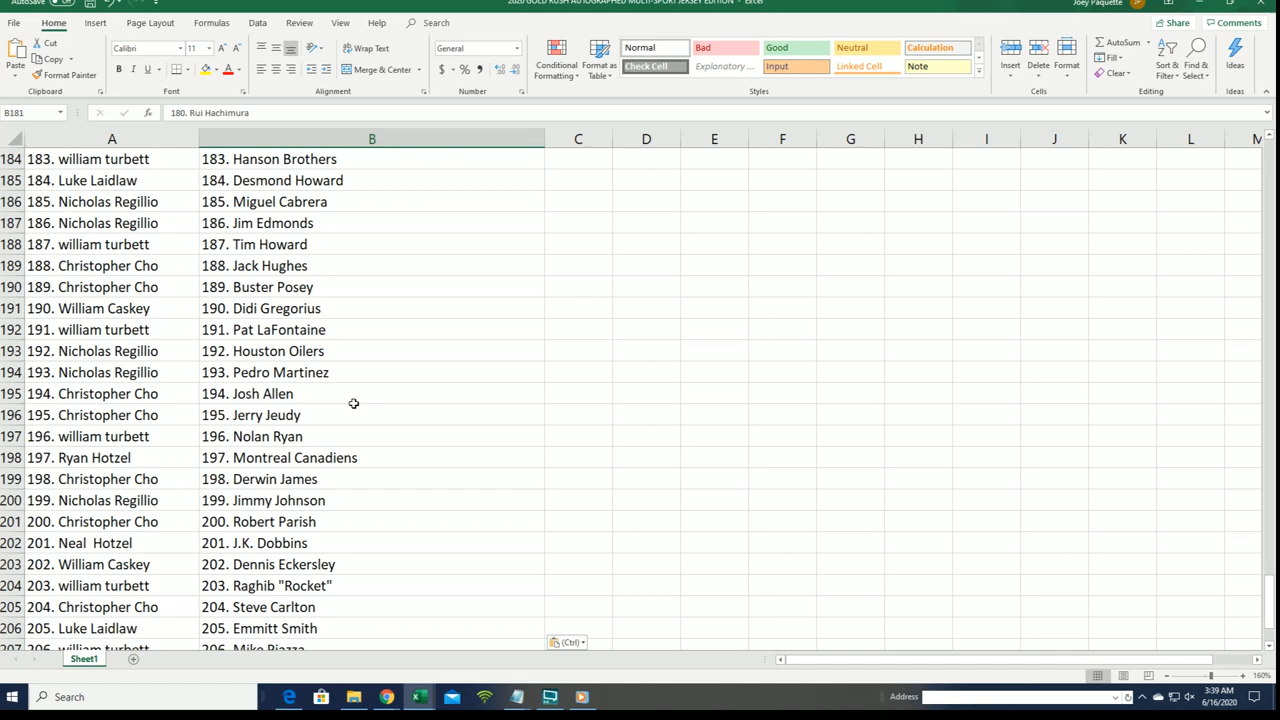 AutoSave
2020 GOLD RUSH AUTOGRAPHED MULTI-SPORT JERSEY EDITION - Excel
Joey Paquette
JP
File Home Insert Page Layout Formulas Data Review View Help Search Share Comments
Paste Cut Copy Format Painter Clipboard
Calibri 11 B I U A Font
Wrap Text Merge & Center Alignment
General $ % Number
Conditional Formatting Format as Table
Normal Bad Good Neutral Calculation
Check Cell Explanatory ... Input Linked Cell Note
Styles
Insert Delete Format Cells
AutoSum Fill Clear Sort & Filter Find & Select Editing
Ideas Ideas
B181 fx 180. Rui Hachimura
A B C D E F G H I J K L M
184 183. william turbett 183. Hanson Brothers
185 184. Luke Laidlaw 184. Desmond Howard
186 185. Nicholas Regillio 185. Miguel Cabrera
187 186. Nicholas Regillio 186. Jim Edmonds
188 187. william turbett 187. Tim Howard
189 188. Christopher Cho 188. Jack Hughes
190 189. Christopher Cho 189. Buster Posey
191 190. William Caskey 190. Didi Gregorius
192 191. william turbett 191. Pat LaFontaine
193 192. Nicholas Regillio 192. Houston Oilers
194 193. Nicholas Regillio 193. Pedro Martinez
195 194. Christopher Cho 194. Josh Allen
196 195. Christopher Cho 195. Jerry Jeudy
197 196. william turbett 196. Nolan Ryan
198 197. Ryan Hotzel 197. Montreal Canadiens
199 198. Christopher Cho 198. Derwin James
200 199. Nicholas Regillio 199. Jimmy Johnson
201 200. Christopher Cho 200. Robert Parish
202 201. Neal Hotzel 201. J.K. Dobbins
203 202. William Caskey 202. Dennis Eckersley
204 203. william turbett 203. Raghib "Rocket"
205 204. Christopher Cho 204. Steve Carlton
206 205. Luke Laidlaw 205. Emmitt Smith
207 206. william turbett 206. Mike Piazza
(Ctrl)
Sheet1
160%
Search
Address
3:39 AM
6/16/2020